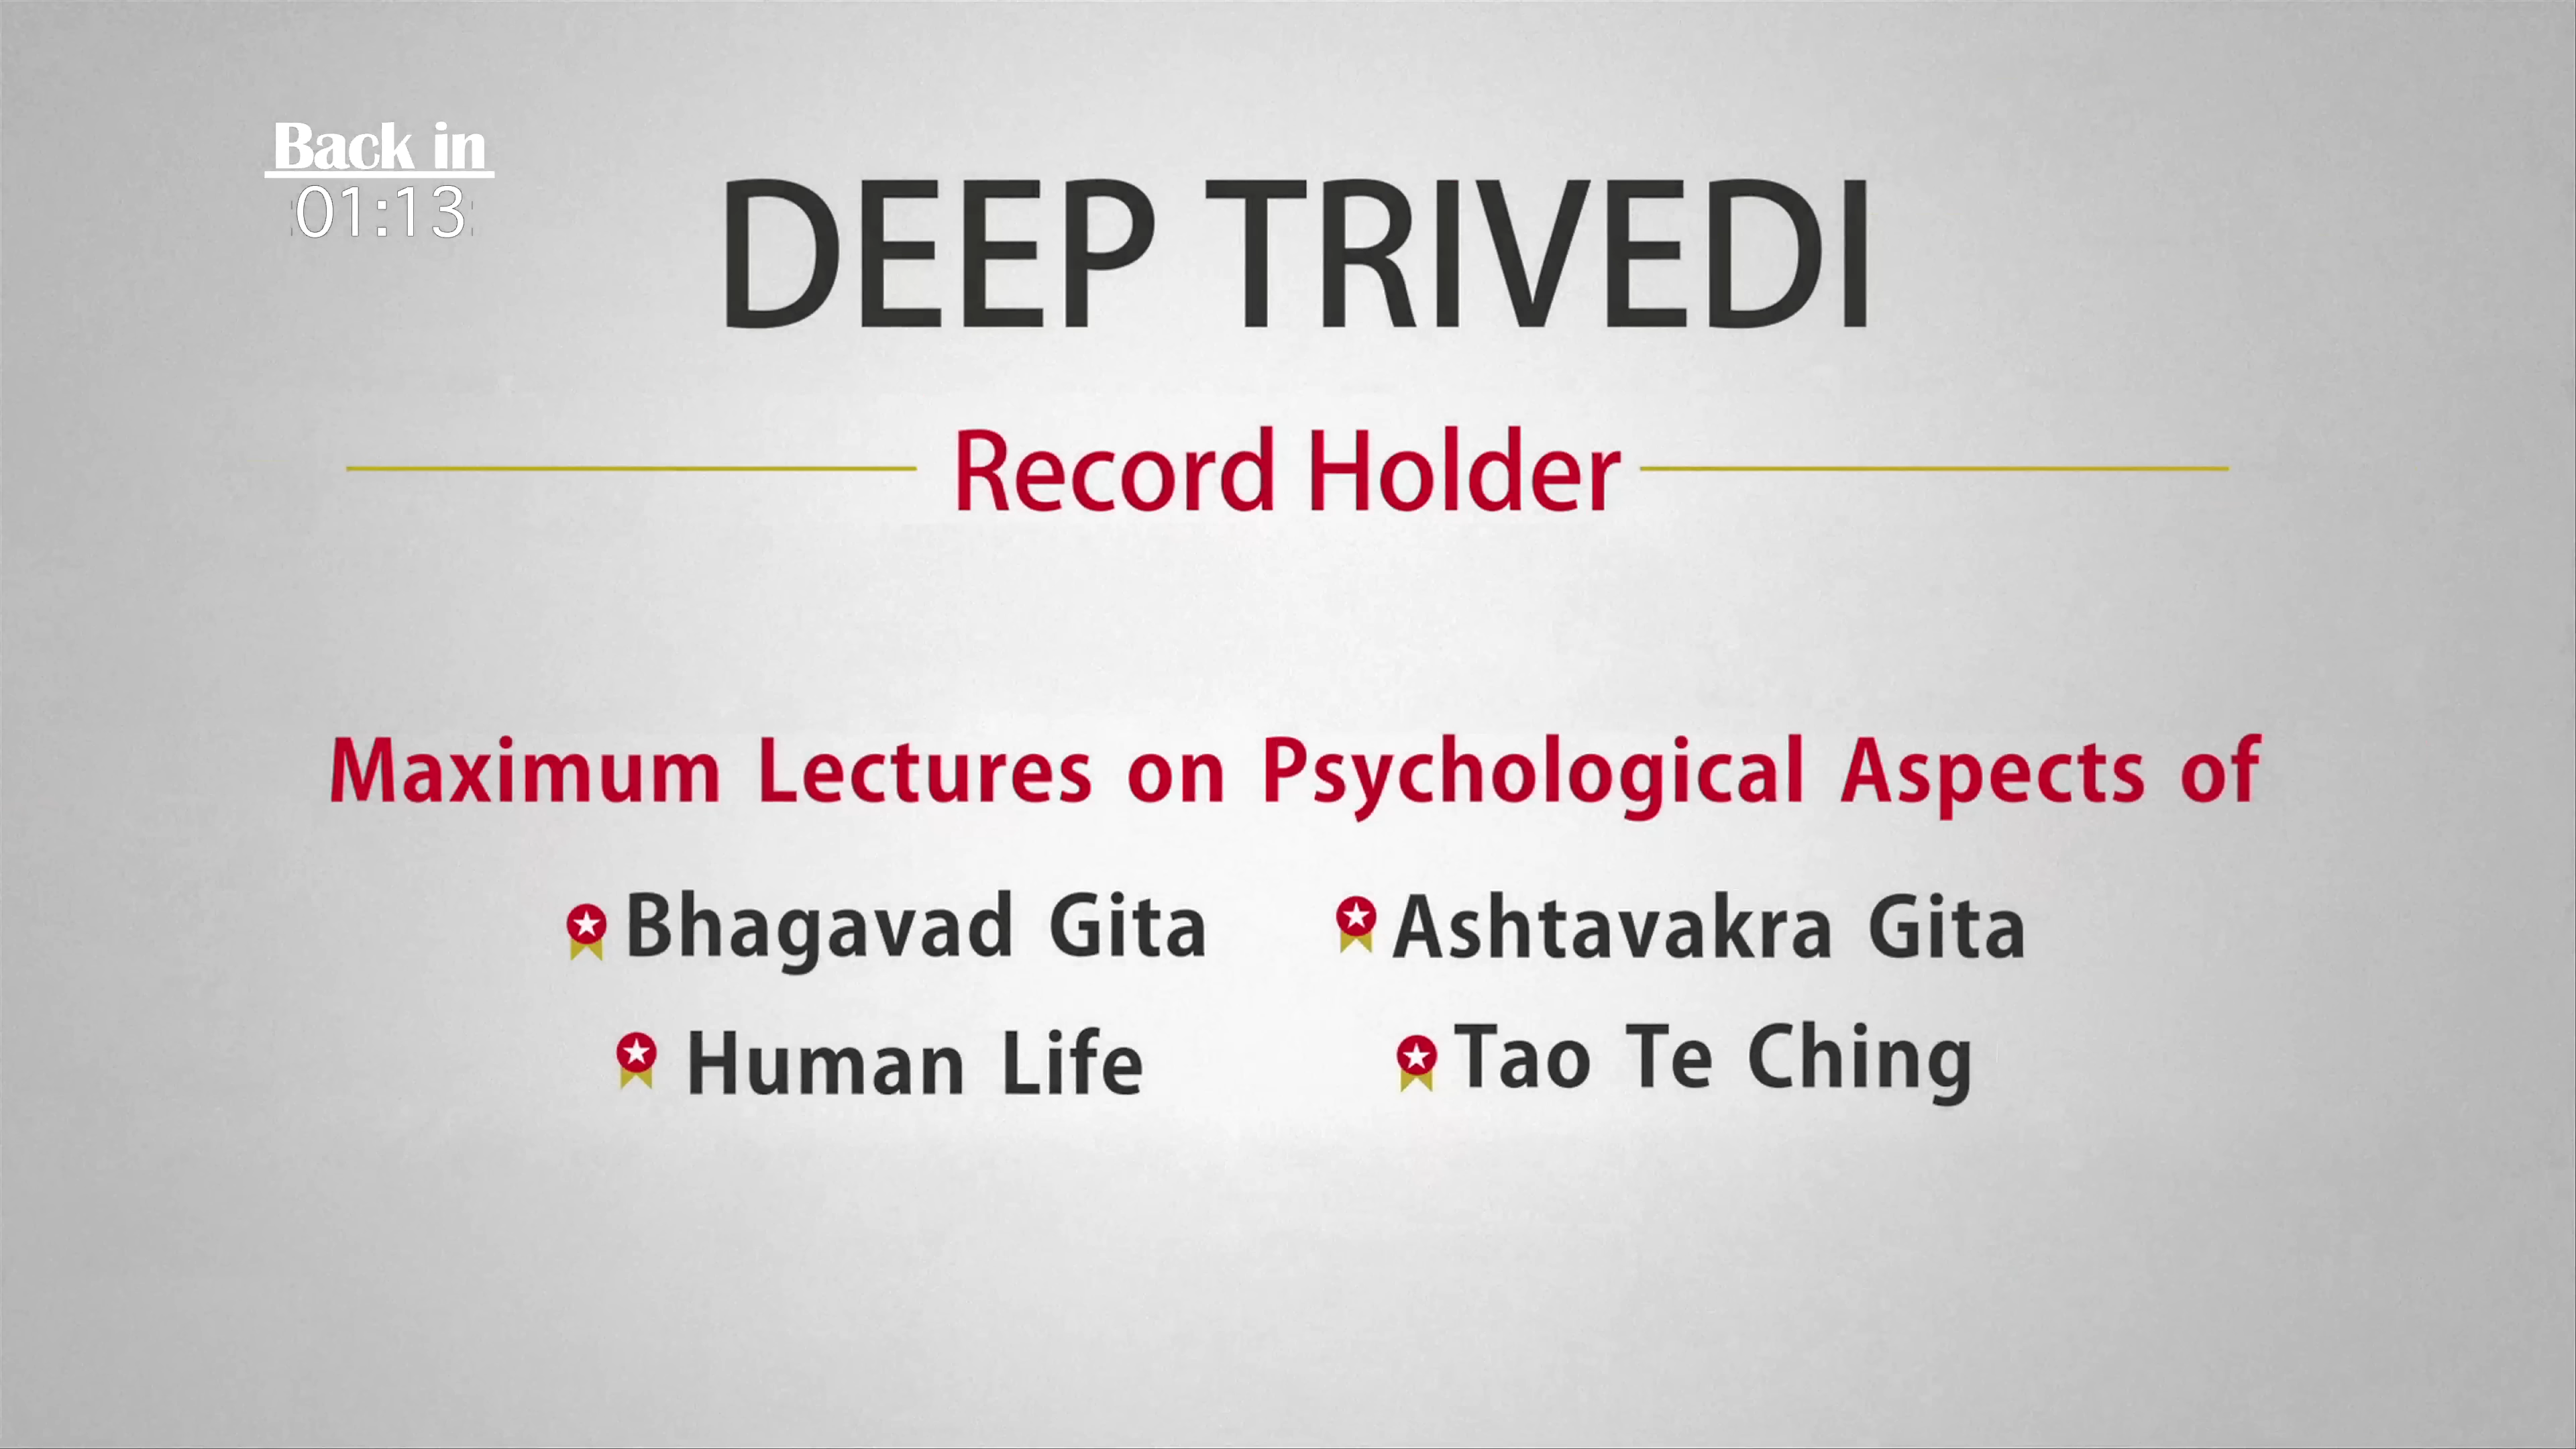 Back in
01:13
DEEP TRIVEDI
Record Holder
Maximum Lectures on Psychological Aspects of
Bhagavad Gita
Ashtavakra Gita
Human Life
Tao Te Ching